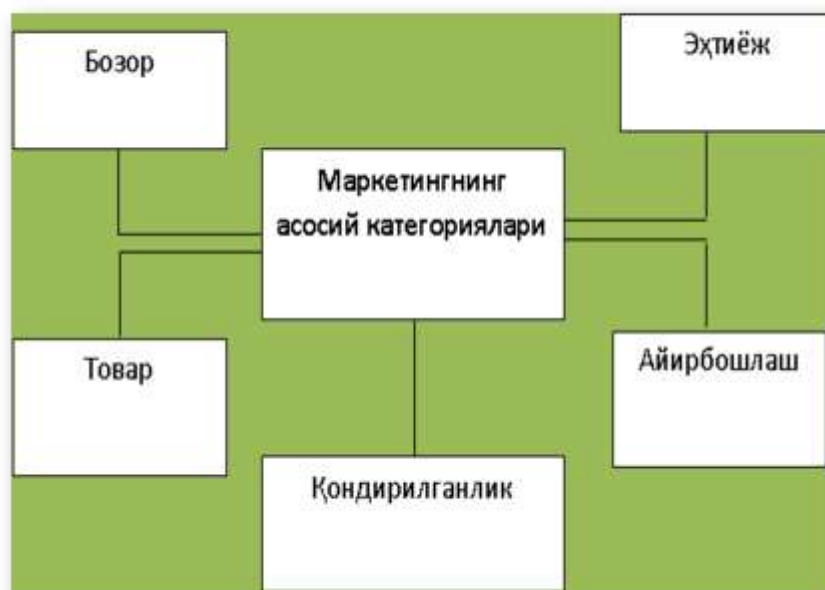 Бозор
Эҳтиёж
Маркетингнинг
асосий категориялари
Товар
Айирбошлаш
Қондирилганлик